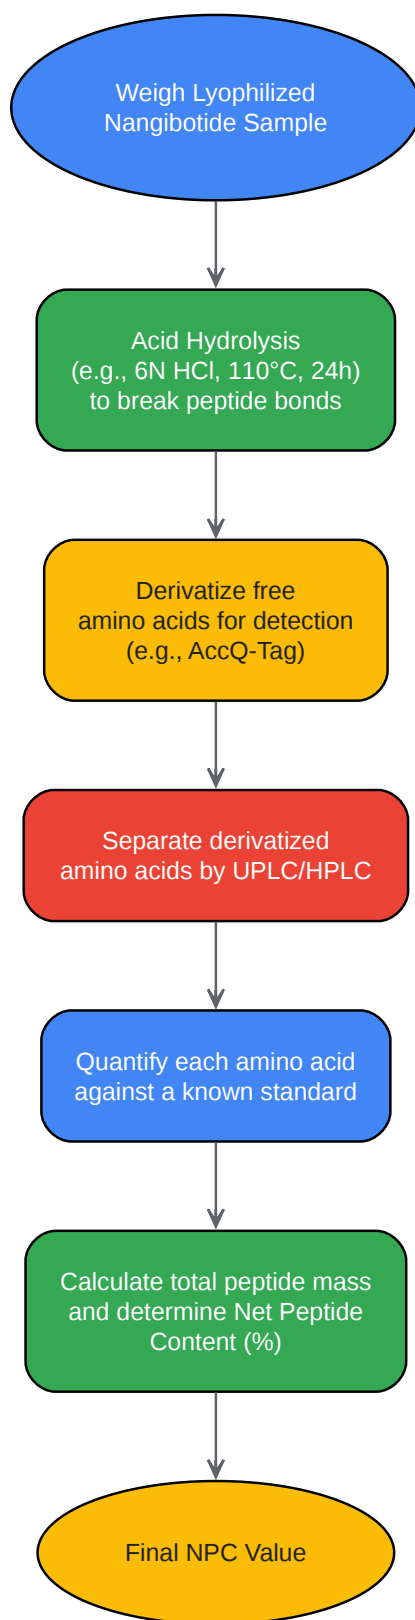 Weigh Lyophilized
Nangibotide Sample
Acid Hydrolysis
(e.g., 6N HCl, 110°C, 24h)
to break peptide bonds
Derivatize free
amino acids for detection
(e.g., AccQ-Tag)
Separate derivatized
amino acids by UPLC/HPLC
Quantify each amino acid
against a known standard
Calculate total peptide mass
and determine Net Peptide
Content (%)
Final NPC Value